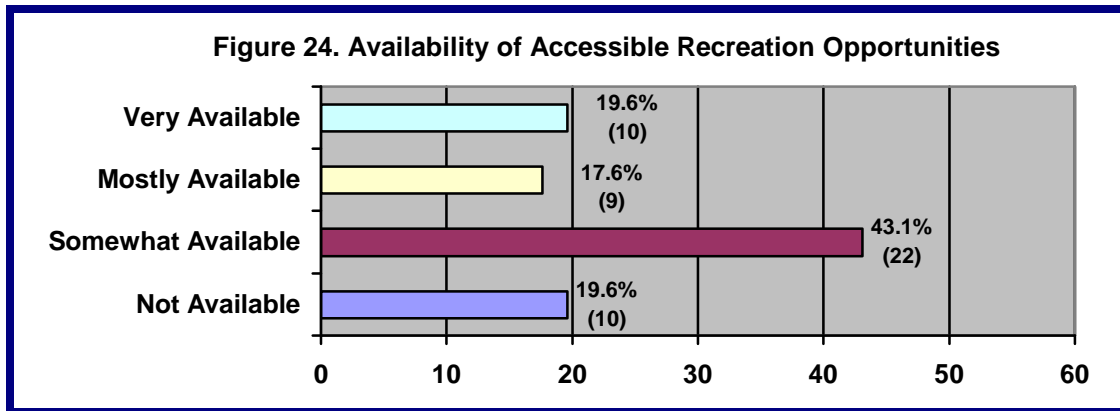 Figure 24. Availability of Accessible Recreation Opportunities
Very Available
19.6%
(10)
Mostly Available
17.6%
(9)
Somewhat Available
43.1%
(22)
Not Available
19.6%
(10)
0 10 20 30 40 50 60